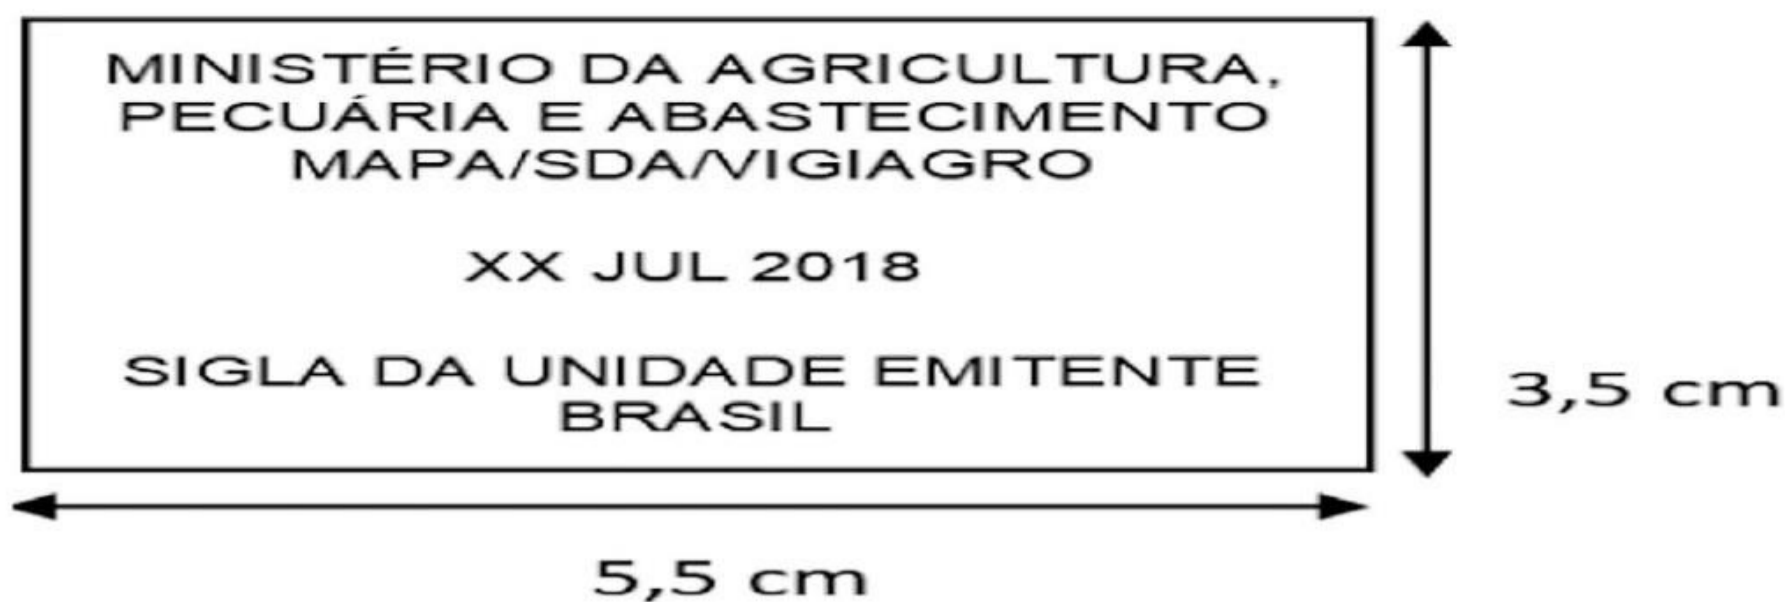 MINISTÉRIO DA AGRICULTURA,
PECUÁRIA E ABASTECIMENTO
MAPA/SDA/VIGIAGRO
XX JUL 2018
SIGLA DA UNIDADE EMITENTE
BRASIL
3,5 cm
5,5 cm